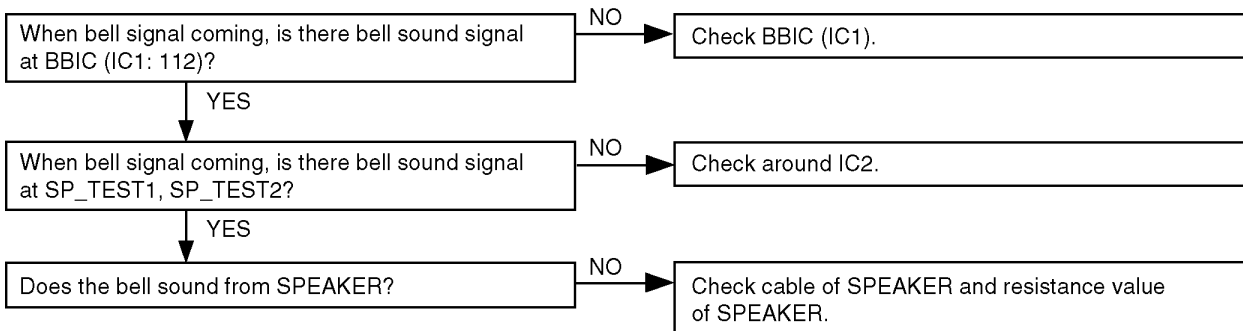 When bell signal coming, is there bell sound signal
at BBIC (IC1: 112)?
NO
Check BBIC (IC1).
YES
When bell signal coming, is there bell sound signal
at SP_TEST1, SP_TEST2?
NO
Check around IC2.
YES
Does the bell sound from SPEAKER?
NO
Check cable of SPEAKER and resistance value
of SPEAKER.